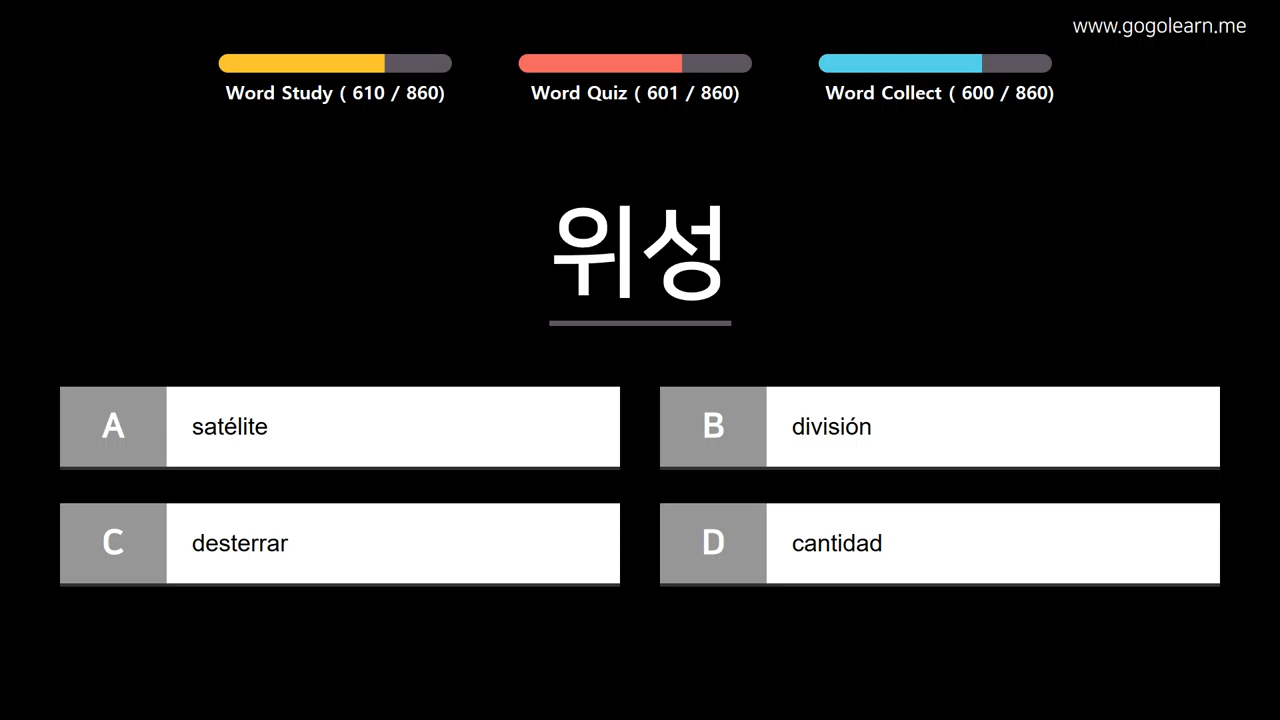 www.gogolearn.me
Word Study ( 610 / 860)
Word Quiz ( 601 / 860)
Word Collect ( 600 / 860)
위성
A satélite
B división
C desterrar
D cantidad